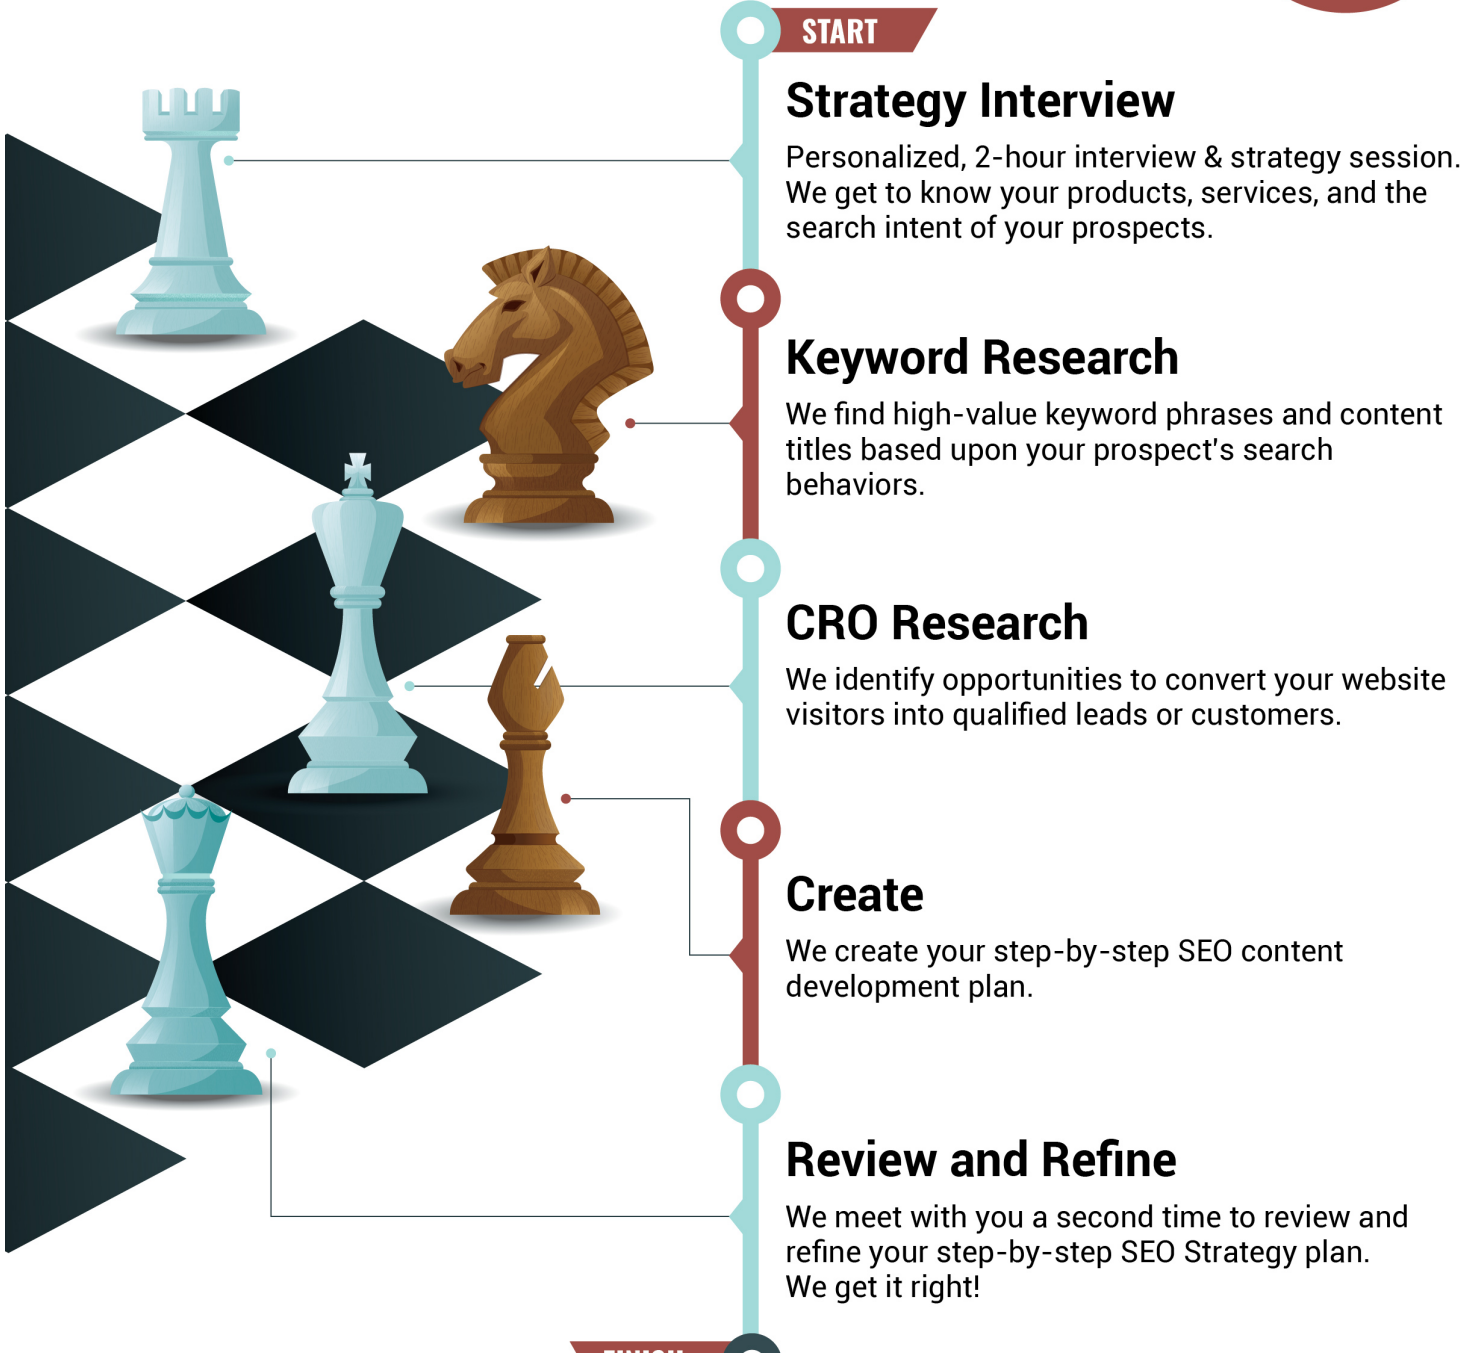 START
Strategy Interview
Personalized, 2-hour interview & strategy session.
We get to know your products, services, and the
search intent of your prospects.
Keyword Research
We find high-value keyword phrases and content
titles based upon your prospect's search
behaviors.
CRO Research
We identify opportunities to convert your website
visitors into qualified leads or customers.
Create
We create your step-by-step SEO content
development plan.
Review and Refine
We meet with you a second time to review and
refine your step-by-step SEO Strategy plan.
We get it right!